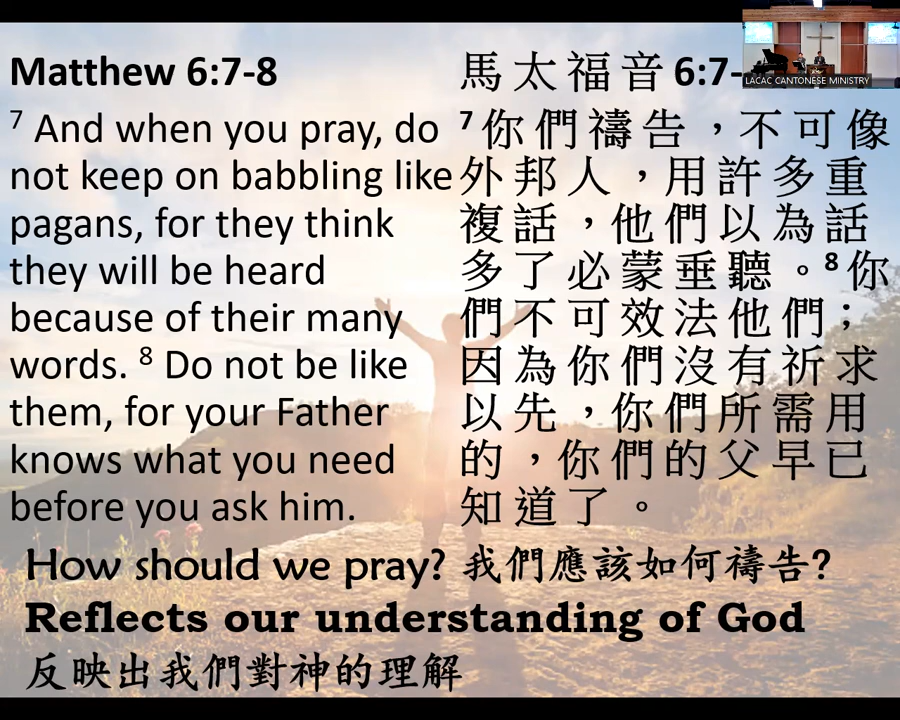 Matthew 6:7-8
⁷ And when you pray, do
not keep on babbling like
pagans, for they think
they will be heard
because of their many
words. ⁸ Do not be like
them, for your Father
knows what you need
before you ask him.
馬太福音 6:7-
⁷你們禱告，不可像
外邦人，用許多重
複話，他們以為話
多了必蒙垂聽。⁸你
們不可效法他們；
因為你們沒有祈求
以先，你們所需用
的，你們的父早已
知道了。
LACAC CANTONESE MINISTRY
How should we pray? 我們應該如何禱告?
Reflects our understanding of God
反映出我們對神的理解